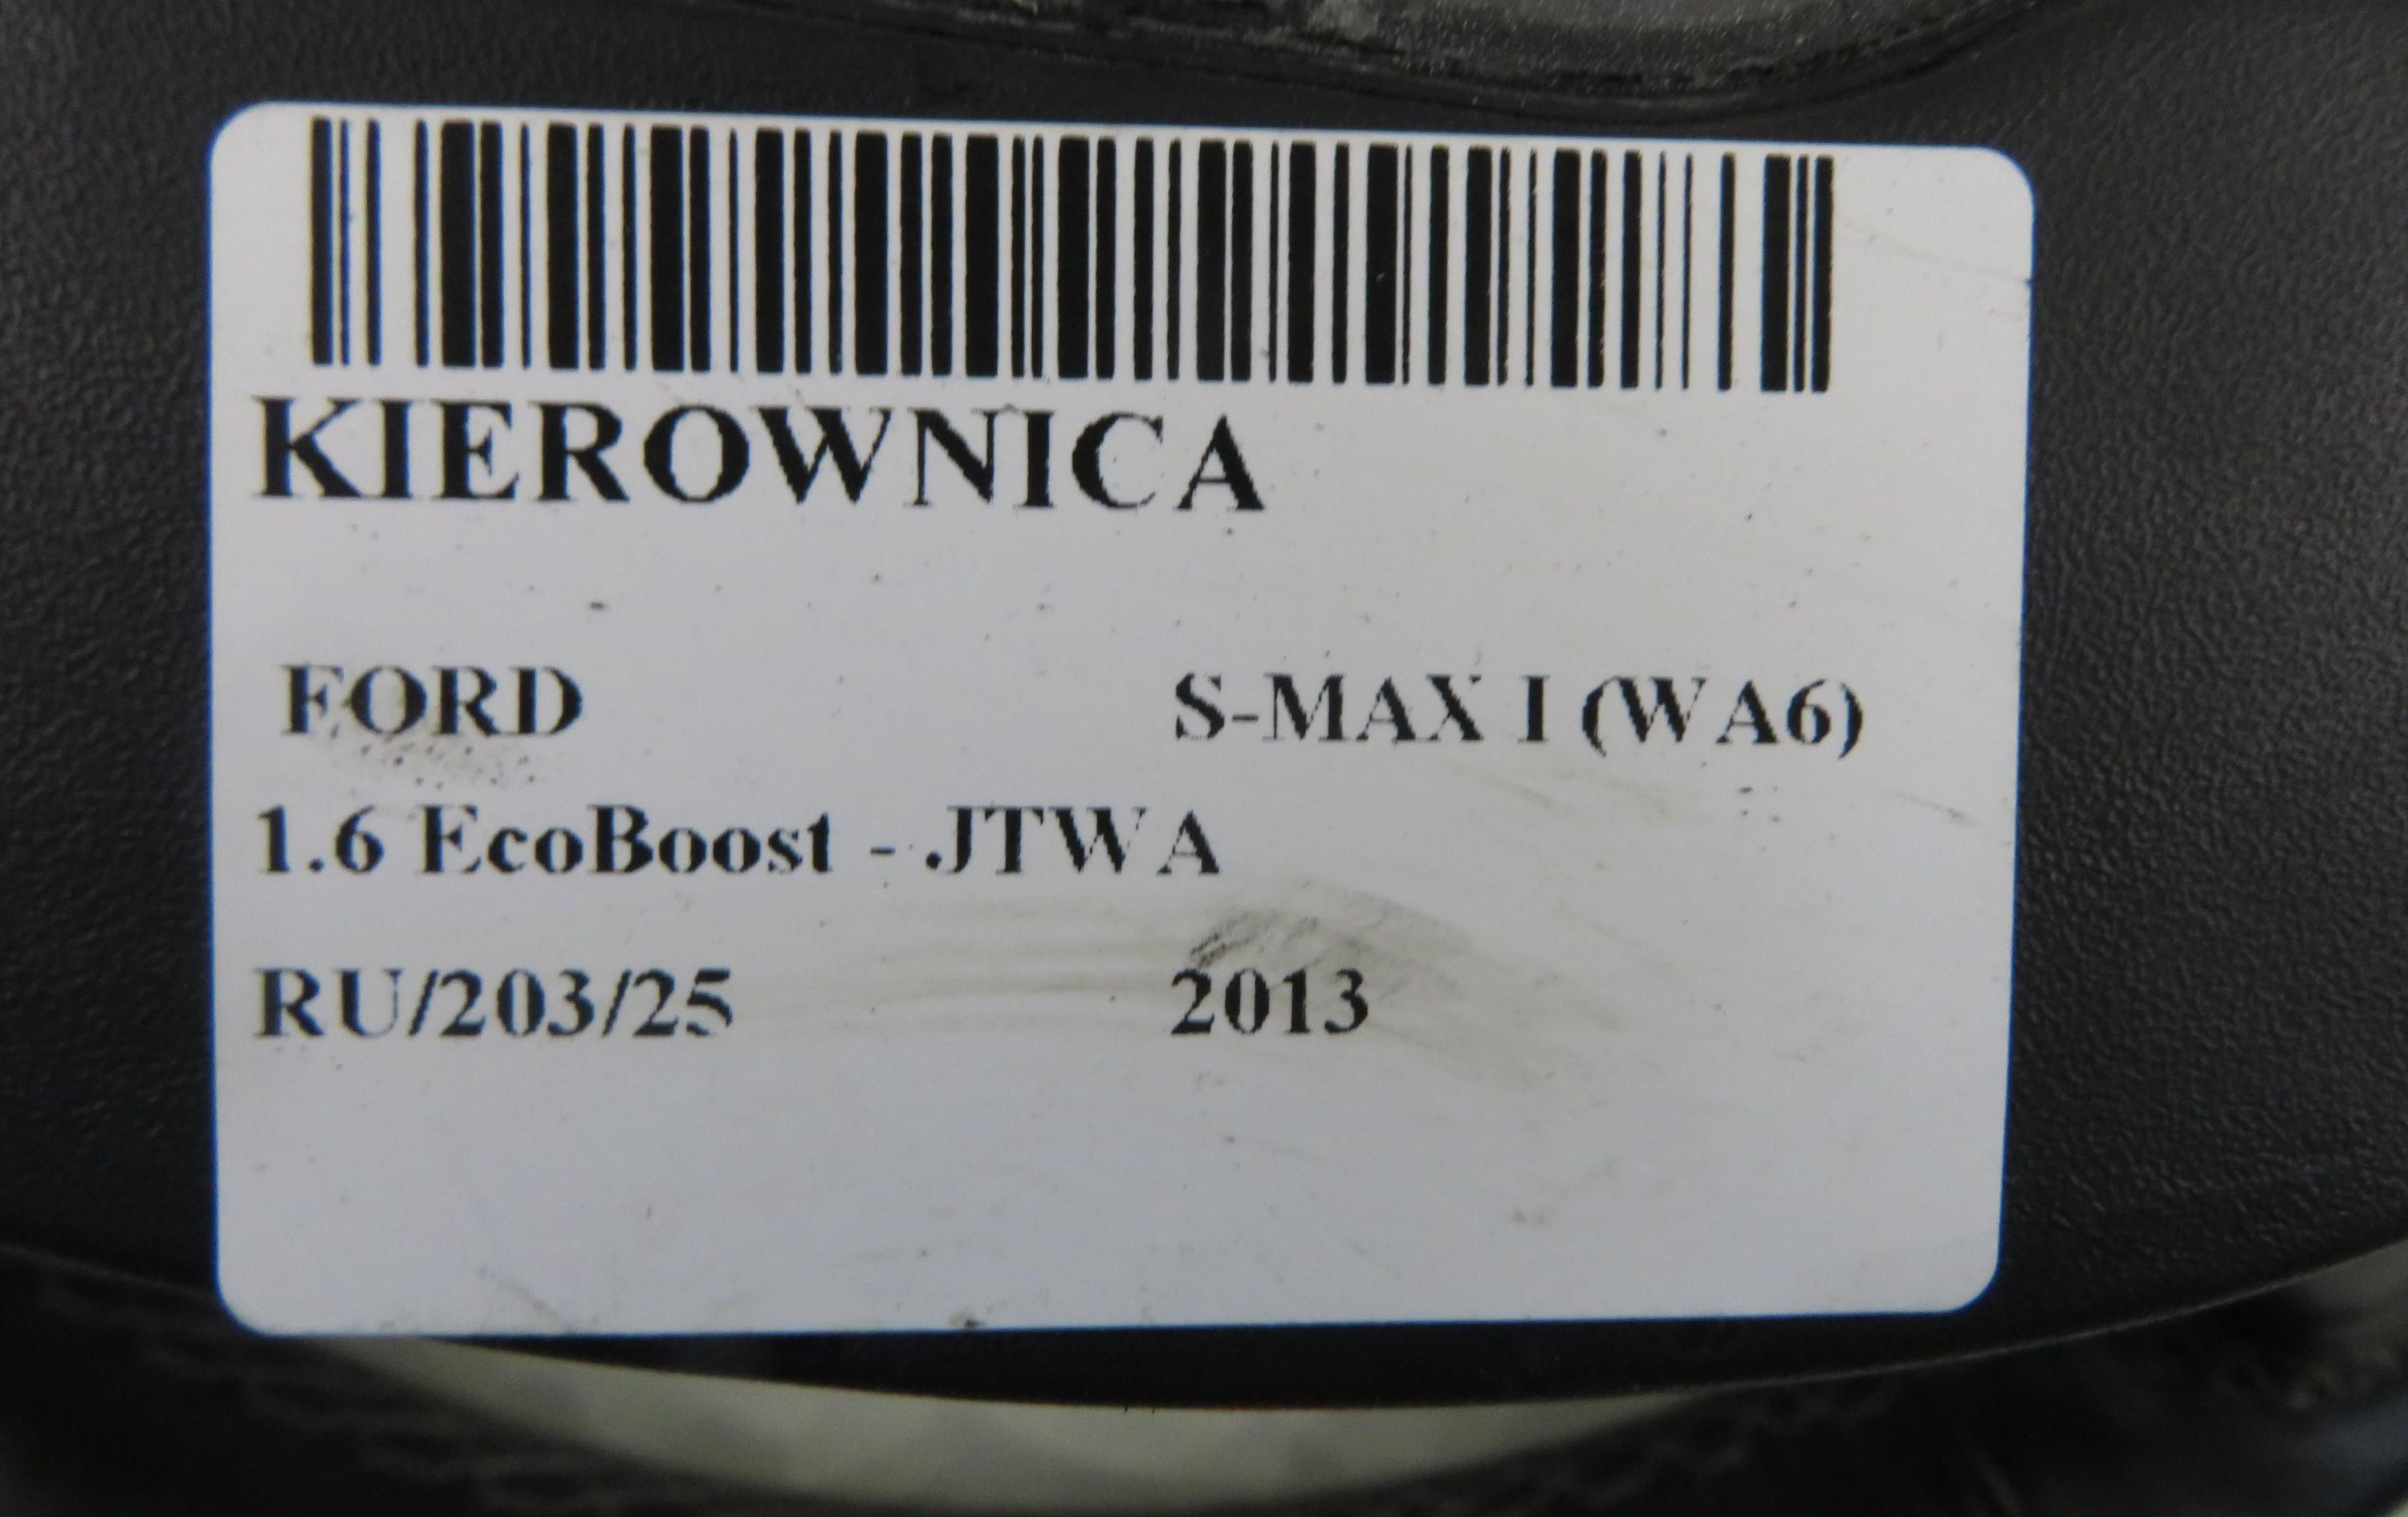 KIEROWNICA
FORD S-MAX I (WA6)
1.6 EcoBoost - JTWA
RU/203/25 2013